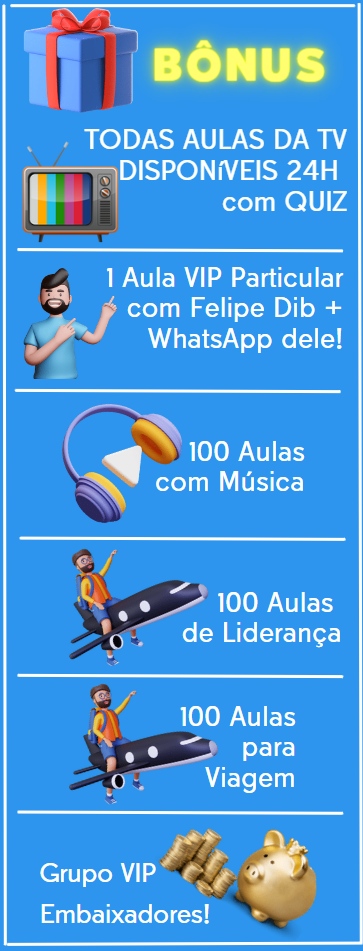 BÔNUS
TODAS AULAS DA TV
DISPONíVEIS 24H
com QUIZ
1 Aula VIP Particular
com Felipe Dib +
WhatsApp dele!
100 Aulas
com Música
100 Aulas
de Liderança
100 Aulas
para
Viagem
Grupo VIP
Embaixadores!